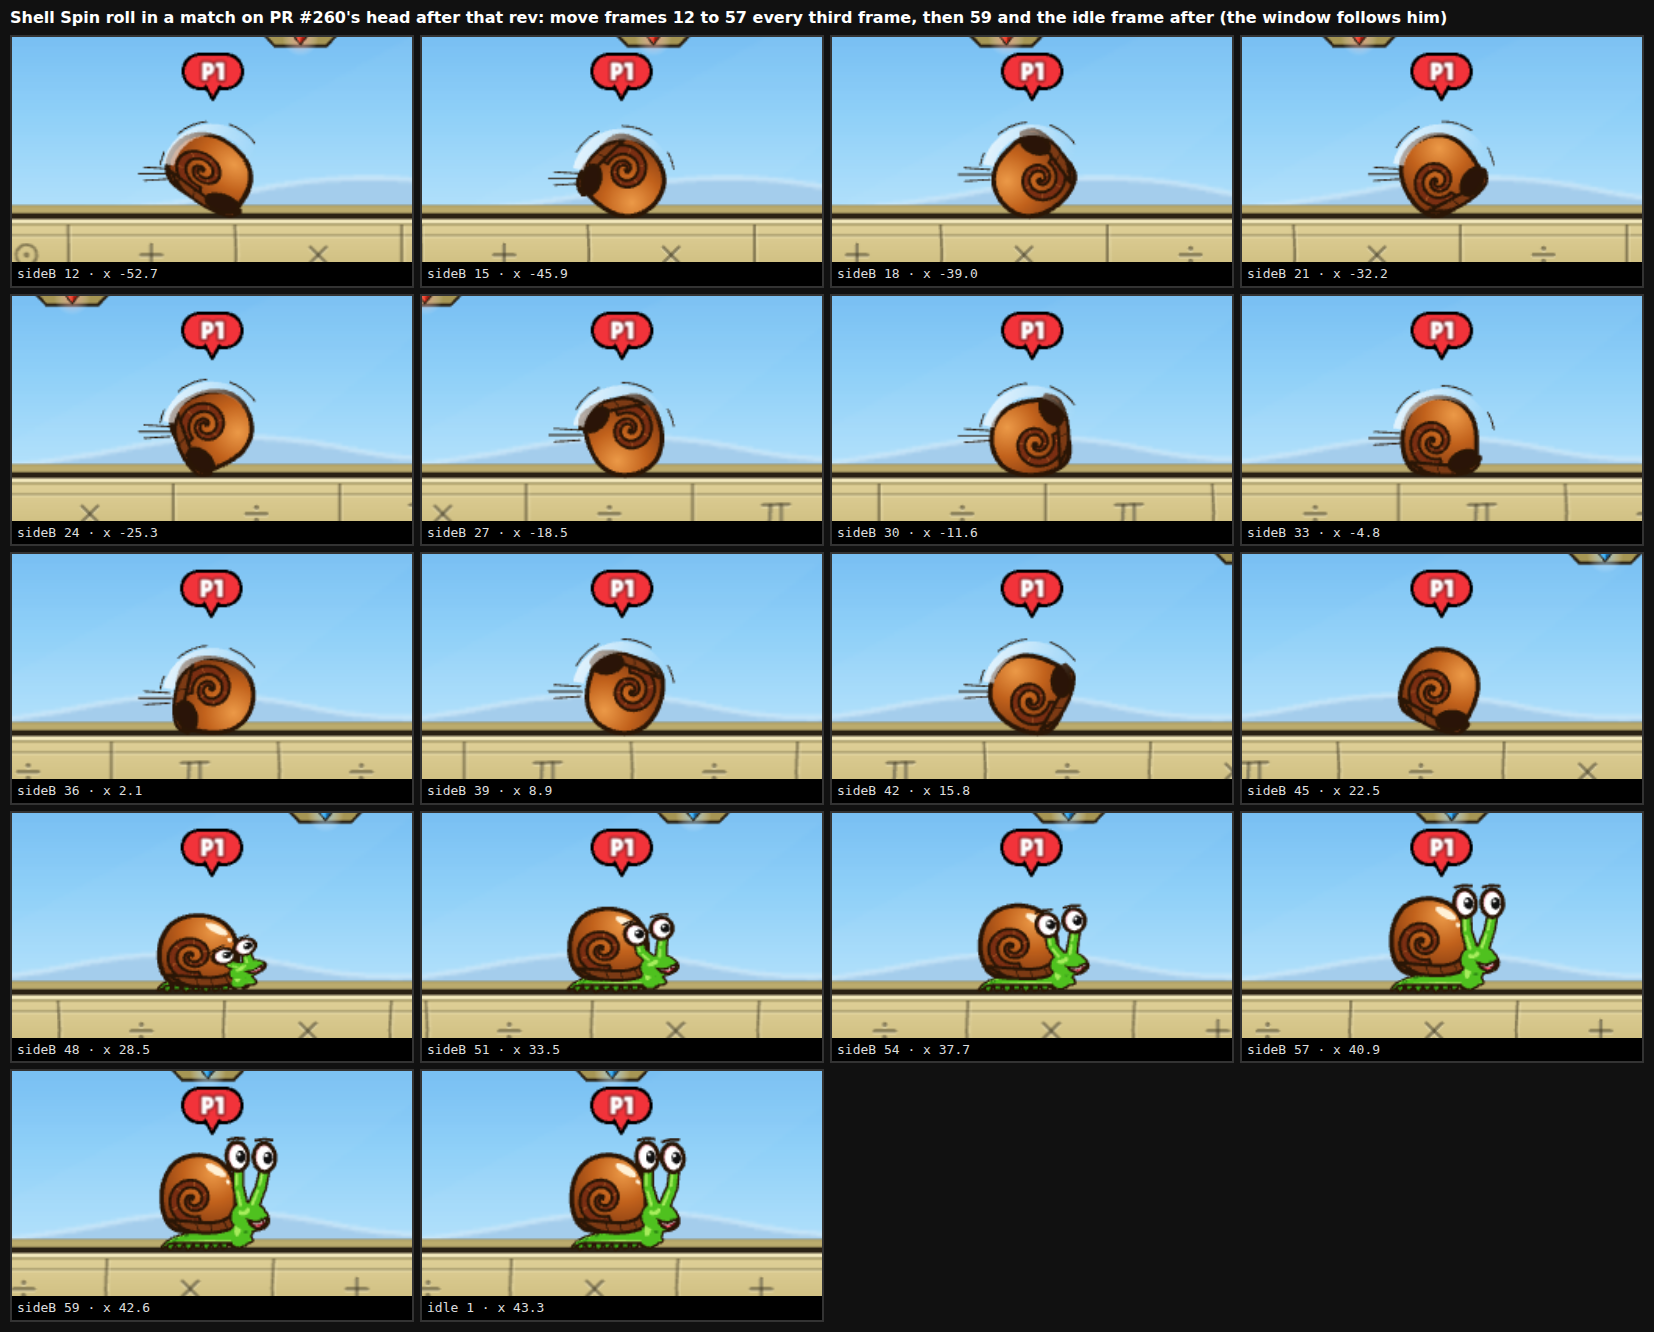 Shell Spin roll in a match on PR #260's head after that rev: move frames 12 to 57 every third frame, then 59 and the idle frame after (the window follows him)
P1 P1 P1 P1
+ × + × + × ÷ × ÷
sideB 12 · x -52.7 sideB 15 · x -45.9 sideB 18 · x -39.0 sideB 21 · x -32.2
P1 P1 P1 P1
× ÷ × ÷ π ÷ π ÷ π
sideB 24 · x -25.3 sideB 27 · x -18.5 sideB 30 · x -11.6 sideB 33 · x -4.8
P1 P1 P1 P1
÷ π ÷ π ÷ π ÷ π ÷ ×
sideB 36 · x 2.1 sideB 39 · x 8.9 sideB 42 · x 15.8 sideB 45 · x 22.5
P1 P1 P1 P1
÷ × ÷ × ÷ × + ÷ × +
sideB 48 · x 28.5 sideB 51 · x 33.5 sideB 54 · x 37.7 sideB 57 · x 40.9
P1 P1
÷ × + ÷ × +
sideB 59 · x 42.6 idle 1 · x 43.3